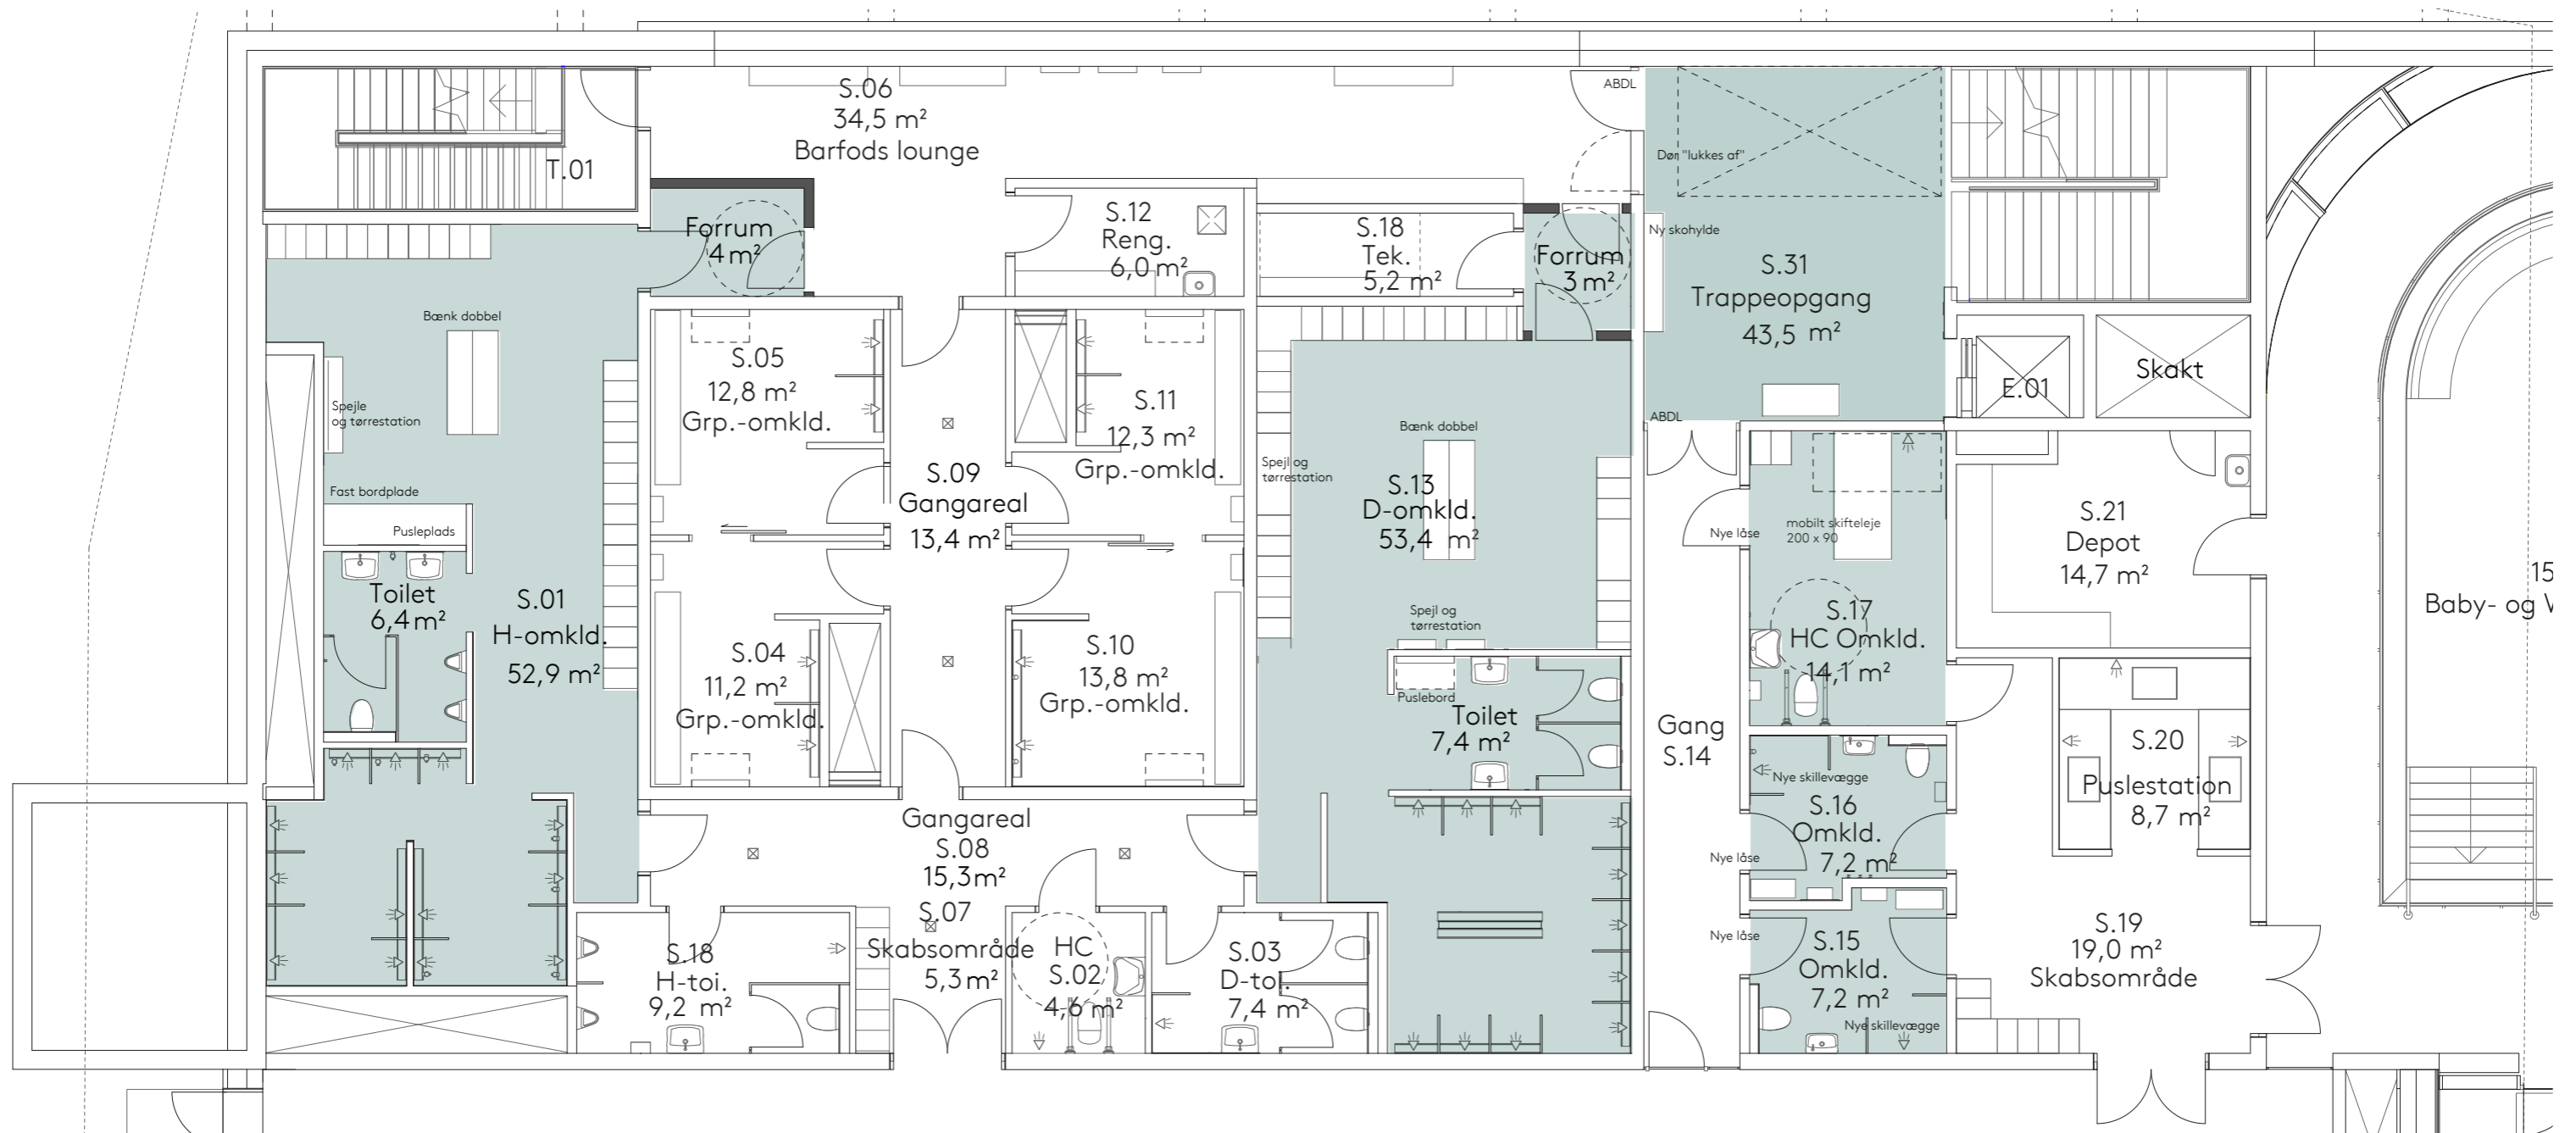 S.06
34,5 m²
Barfods lounge
ABDL
Dør "lukkes af"
T.01
Forrum
4 m²
S.12
Reng.
6,0 m²
S.18
Tek.
5,2 m²
Forrum
3 m²
Ny skohylde
S.31
Trappeopgang
43,5 m²
Bænk dobbel
S.05
12,8 m²
Grp.-omkld.
S.11
12,3 m²
Grp.-omkld.
E.01
Skakt
Spejle
og tørrestation
ABDL
Bænk dobbel
Spejl og
tørrestation
S.09
Gangareal
13,4 m²
S.13
D-omkld.
53,4 m²
Fast bordplade
Pusleplads
Nye låse
mobilt skifteleje
200 x 90
S.21
Depot
14,7 m²
Toilet
6,4 m²
S.01
H-omkld.
52,9 m²
S.04
11,2 m²
Grp.-omkld.
S.10
13,8 m²
Grp.-omkld.
Spejl og
tørrestation
S.17
HC Omkld.
14,1 m²
15
Baby- og V
Puslebord
Toilet
7,4 m²
Gang
S.14
S.20
Puslestation
8,7 m²
Nye skillevægge
S.16
Omkld.
7,2 m²
Nye låse
Gangareal
S.08
15,3m²
S.07
Skabsområde
5,3 m²
S.18
H-toi.
9,2 m²
HC
S.02
4,6 m²
S.03
D-toi.
7,4 m²
Nye låse
S.15
Omkld.
7,2 m²
Nye skillevægge
S.19
19,0 m²
Skabsområde